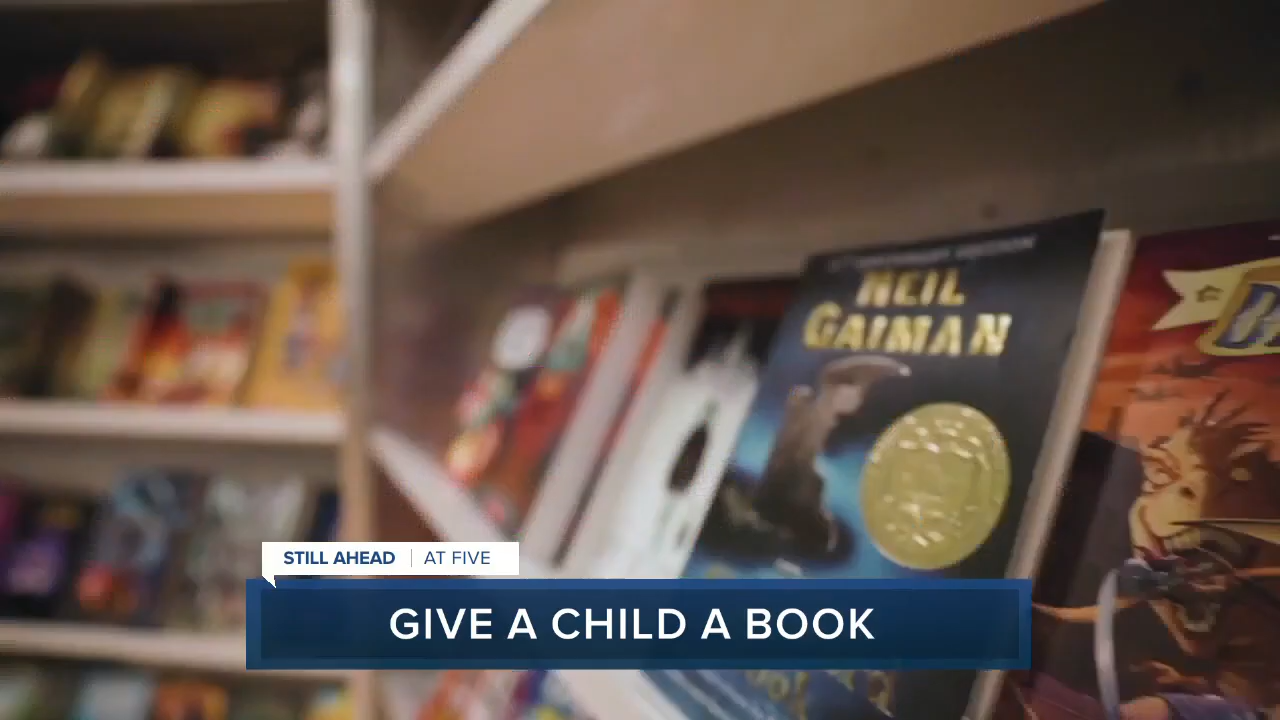 NEIL
GAIMAN
STILL AHEAD | AT FIVE
GIVE A CHILD A BOOK